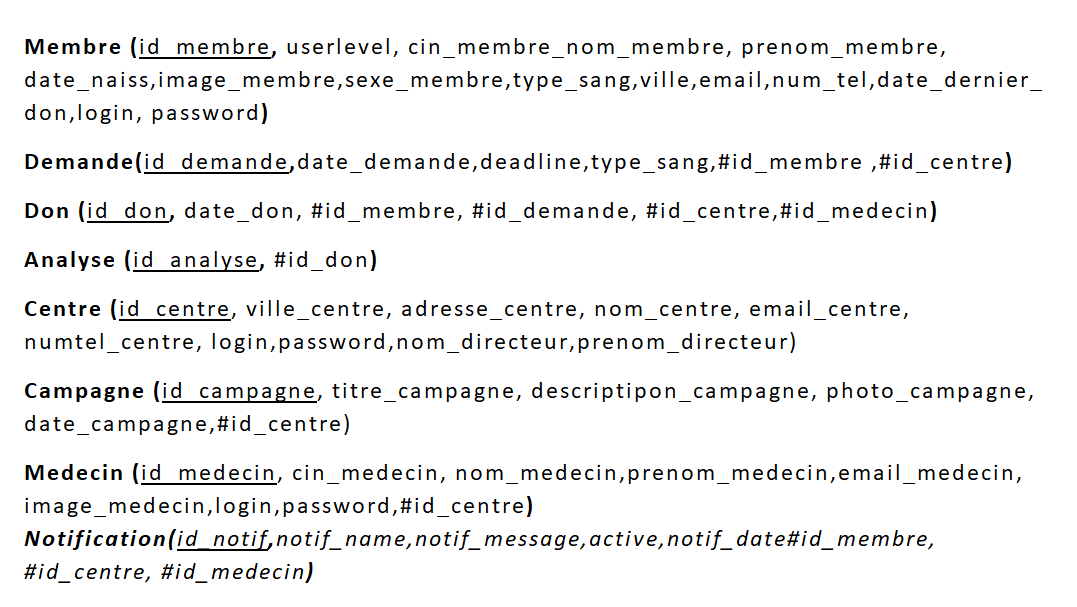 Membre (id_membre, userlevel, cin_membre_nom_membre, prenom_membre,
date_naiss,image_membre,sexe_membre,type_sang,ville,email,num_tel,date_dernier_
don,login, password)
Demande(id_demande,date_demande,deadline,type_sang,#id_membre ,#id_centre)
Don (id_don, date_don, #id_membre, #id_demande, #id_centre,#id_medecin)
Analyse (id_analyse, #id_don)
Centre (id_centre, ville_centre, adresse_centre, nom_centre, email_centre,
numtel_centre, login,password,nom_directeur,prenom_directeur)
Campagne (id_campagne, titre_campagne, descriptipon_campagne, photo_campagne,
date_campagne,#id_centre)
Medecin (id_medecin, cin_medecin, nom_medecin,prenom_medecin,email_medecin,
image_medecin,login,password,#id_centre)
Notification(id_notif,notif_name,notif_message,active,notif_date#id_membre,
#id_centre, #id_medecin)